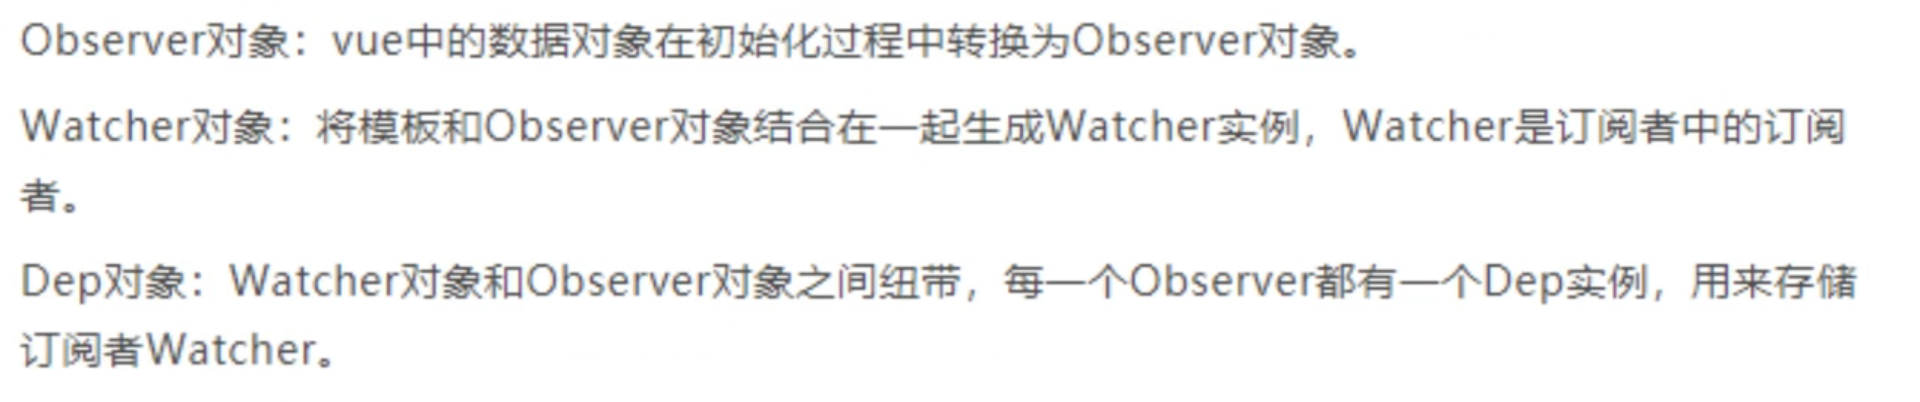 Observer对象：vue中的数据对象在初始化过程中转换为Observer对象。
Watcher对象：将模板和Observer对象结合在一起生成Watcher实例，Watcher是订阅者中的订阅
者。
Dep对象：Watcher对象和Observer对象之间纽带，每一个Observer都有一个Dep实例，用来存储
订阅者Watcher。